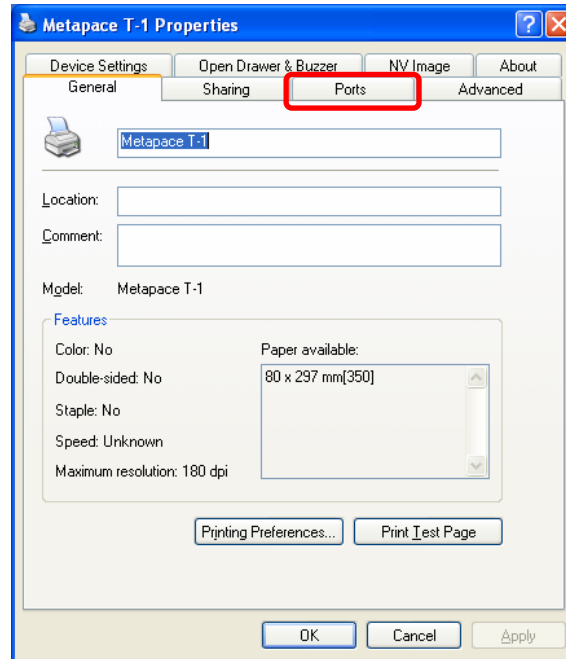 Metapace T-1 Properties
Device Settings Open Drawer & Buzzer NV Image About
General Sharing Ports Advanced
Metapace T-1
Location:
Comment:
Model: Metapace T-1
Features
Color: No Paper available:
Double-sided: No 80 x 297 mm[350]
Staple: No
Speed: Unknown
Maximum resolution: 180 dpi
Printing Preferences... Print Test Page
OK Cancel Apply